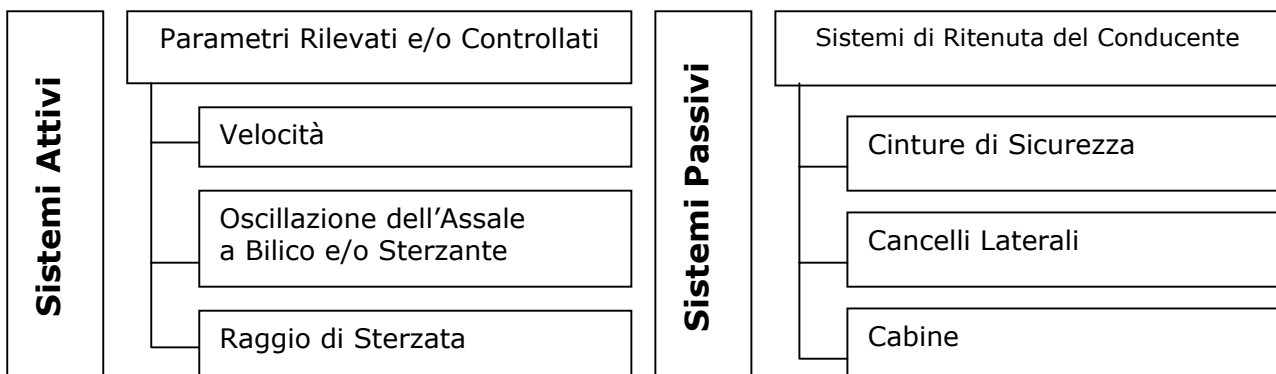 Sistemi Attivi
Parametri Rilevati e/o Controllati
Velocità
Oscillazione dell'Assale
a Bilico e/o Sterzante
Raggio di Sterzata
Sistemi Passivi
Sistemi di Ritenuta del Conducente
Cinture di Sicurezza
Cancelli Laterali
Cabine